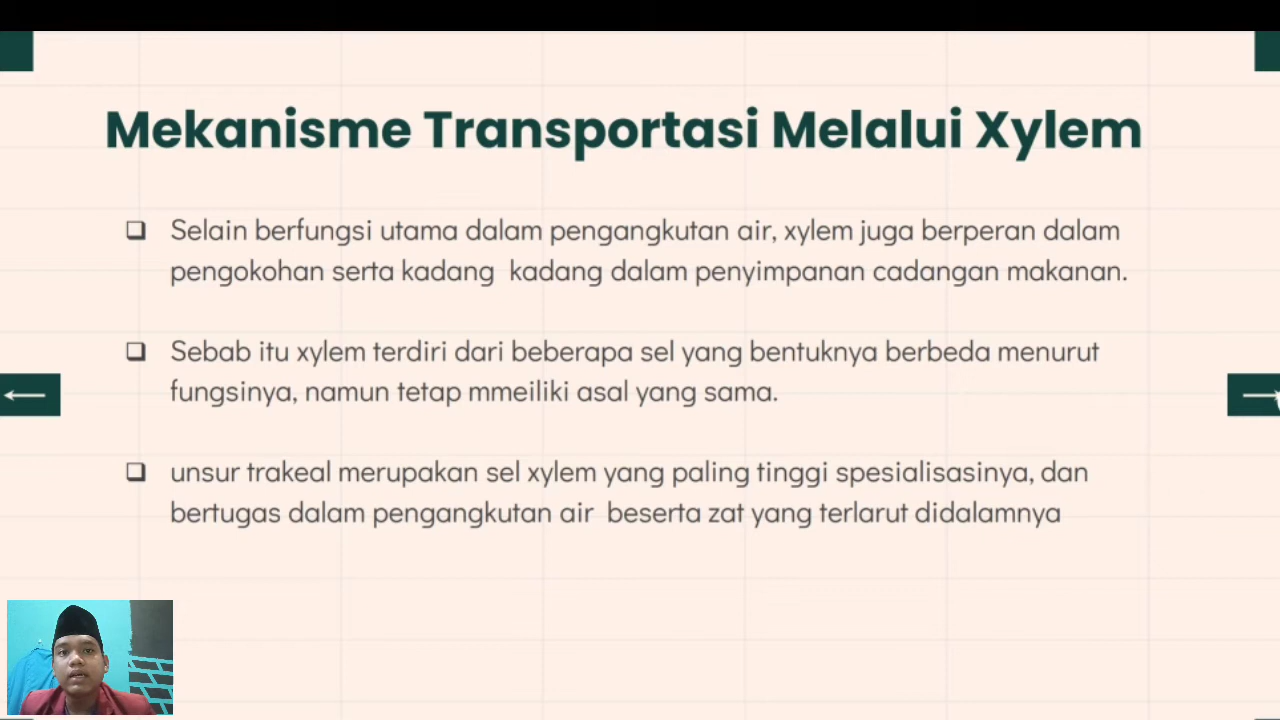 Mekanisme Transportasi Melalui Xylem
Selain berfungsi utama dalam pengangkutan air, xylem juga berperan dalam
pengokohan serta kadang kadang dalam penyimpanan cadangan makanan.
Sebab itu xylem terdiri dari beberapa sel yang bentuknya berbeda menurut
fungsinya, namun tetap mmeiliki asal yang sama.
unsur trakeal merupakan sel xylem yang paling tinggi spesialisasinya, dan
bertugas dalam pengangkutan air beserta zat yang terlarut didalamnya